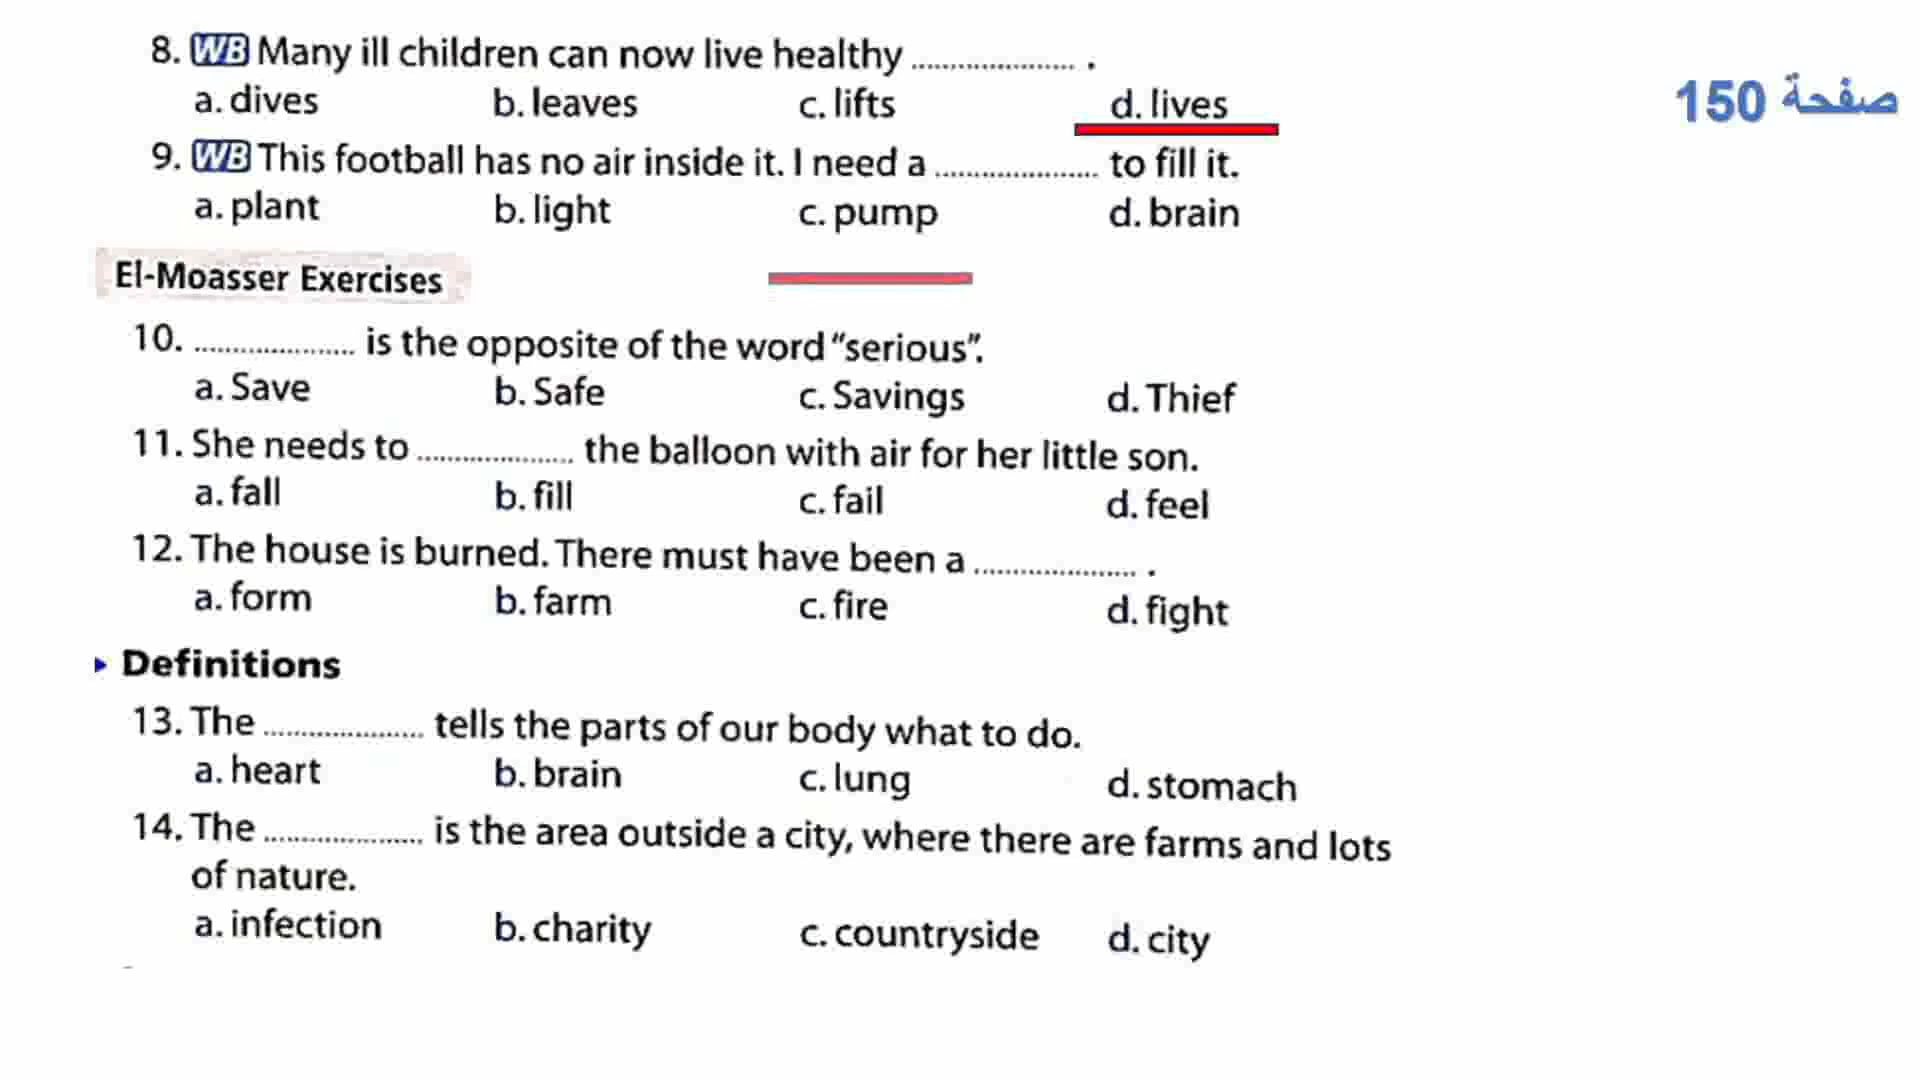 8. WB Many ill children can now live healthy .................... .
a. dives b. leaves c. lifts d. lives
صفحة 150
9. WB This football has no air inside it. I need a .................... to fill it.
a. plant b. light c. pump d. brain
El-Moasser Exercises
10. .................... is the opposite of the word "serious".
a. Save b. Safe c. Savings d. Thief
11. She needs to .................... the balloon with air for her little son.
a. fall b. fill c. fail d. feel
12. The house is burned. There must have been a .................... .
a. form b. farm c. fire d. fight
Definitions
13. The .................... tells the parts of our body what to do.
a. heart b. brain c. lung d. stomach
14. The .................... is the area outside a city, where there are farms and lots
of nature.
a. infection b. charity c. countryside d. city